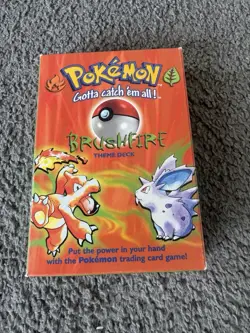 POKéMON
Gotta catch 'em all!™
BRUSHFIRE
THEME DECK
Put the power in your hand
with the Pokémon trading card game!